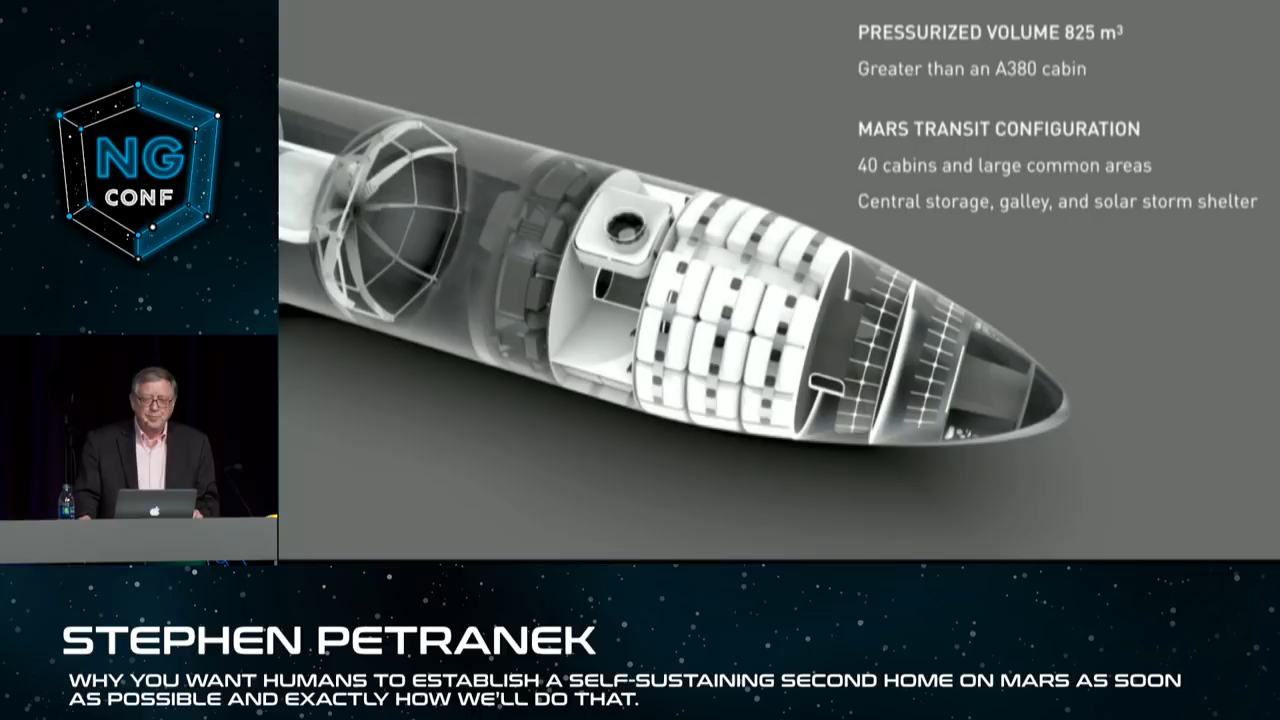 NG
CONF
PRESSURIZED VOLUME 825 m³
Greater than an A380 cabin
MARS TRANSIT CONFIGURATION
40 cabins and large common areas
Central storage, galley, and solar storm shelter
STEPHEN PETRANEK
WHY YOU WANT HUMANS TO ESTABLISH A SELF-SUSTAINING SECOND HOME ON MARS AS SOON
AS POSSIBLE AND EXACTLY HOW WE'LL DO THAT.